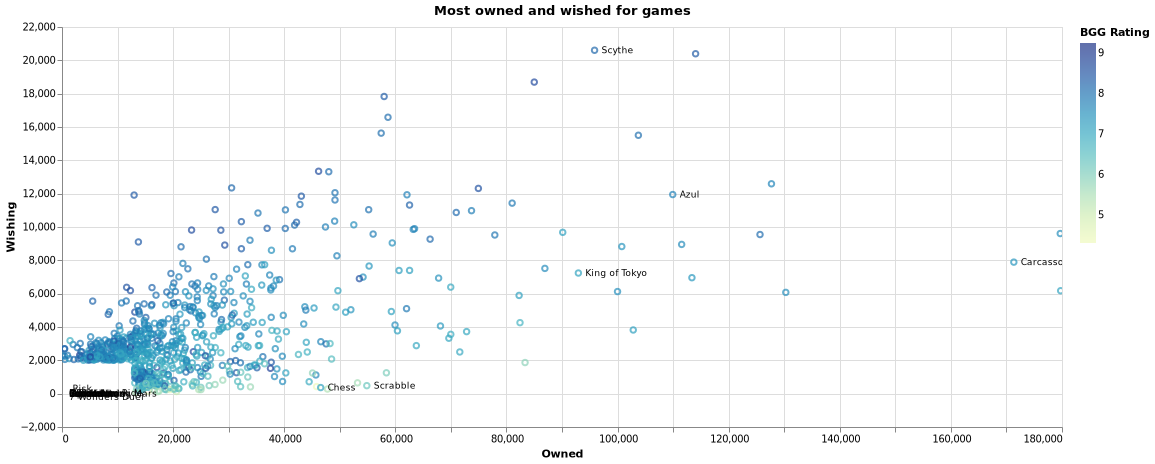 Most owned and wished for games
22,000
20,000
18,000
16,000
14,000
12,000
10,000
8,000
6,000
4,000
2,000
0
−2,000
Wishing
Scythe
Azul
King of Tokyo
Carcasso
Chess
Scrabble
Risk
Mars
7 Wonders Duel
0
20,000
40,000
60,000
80,000
100,000
120,000
140,000
160,000
180,000
Owned
BGG Rating
9
8
7
6
5